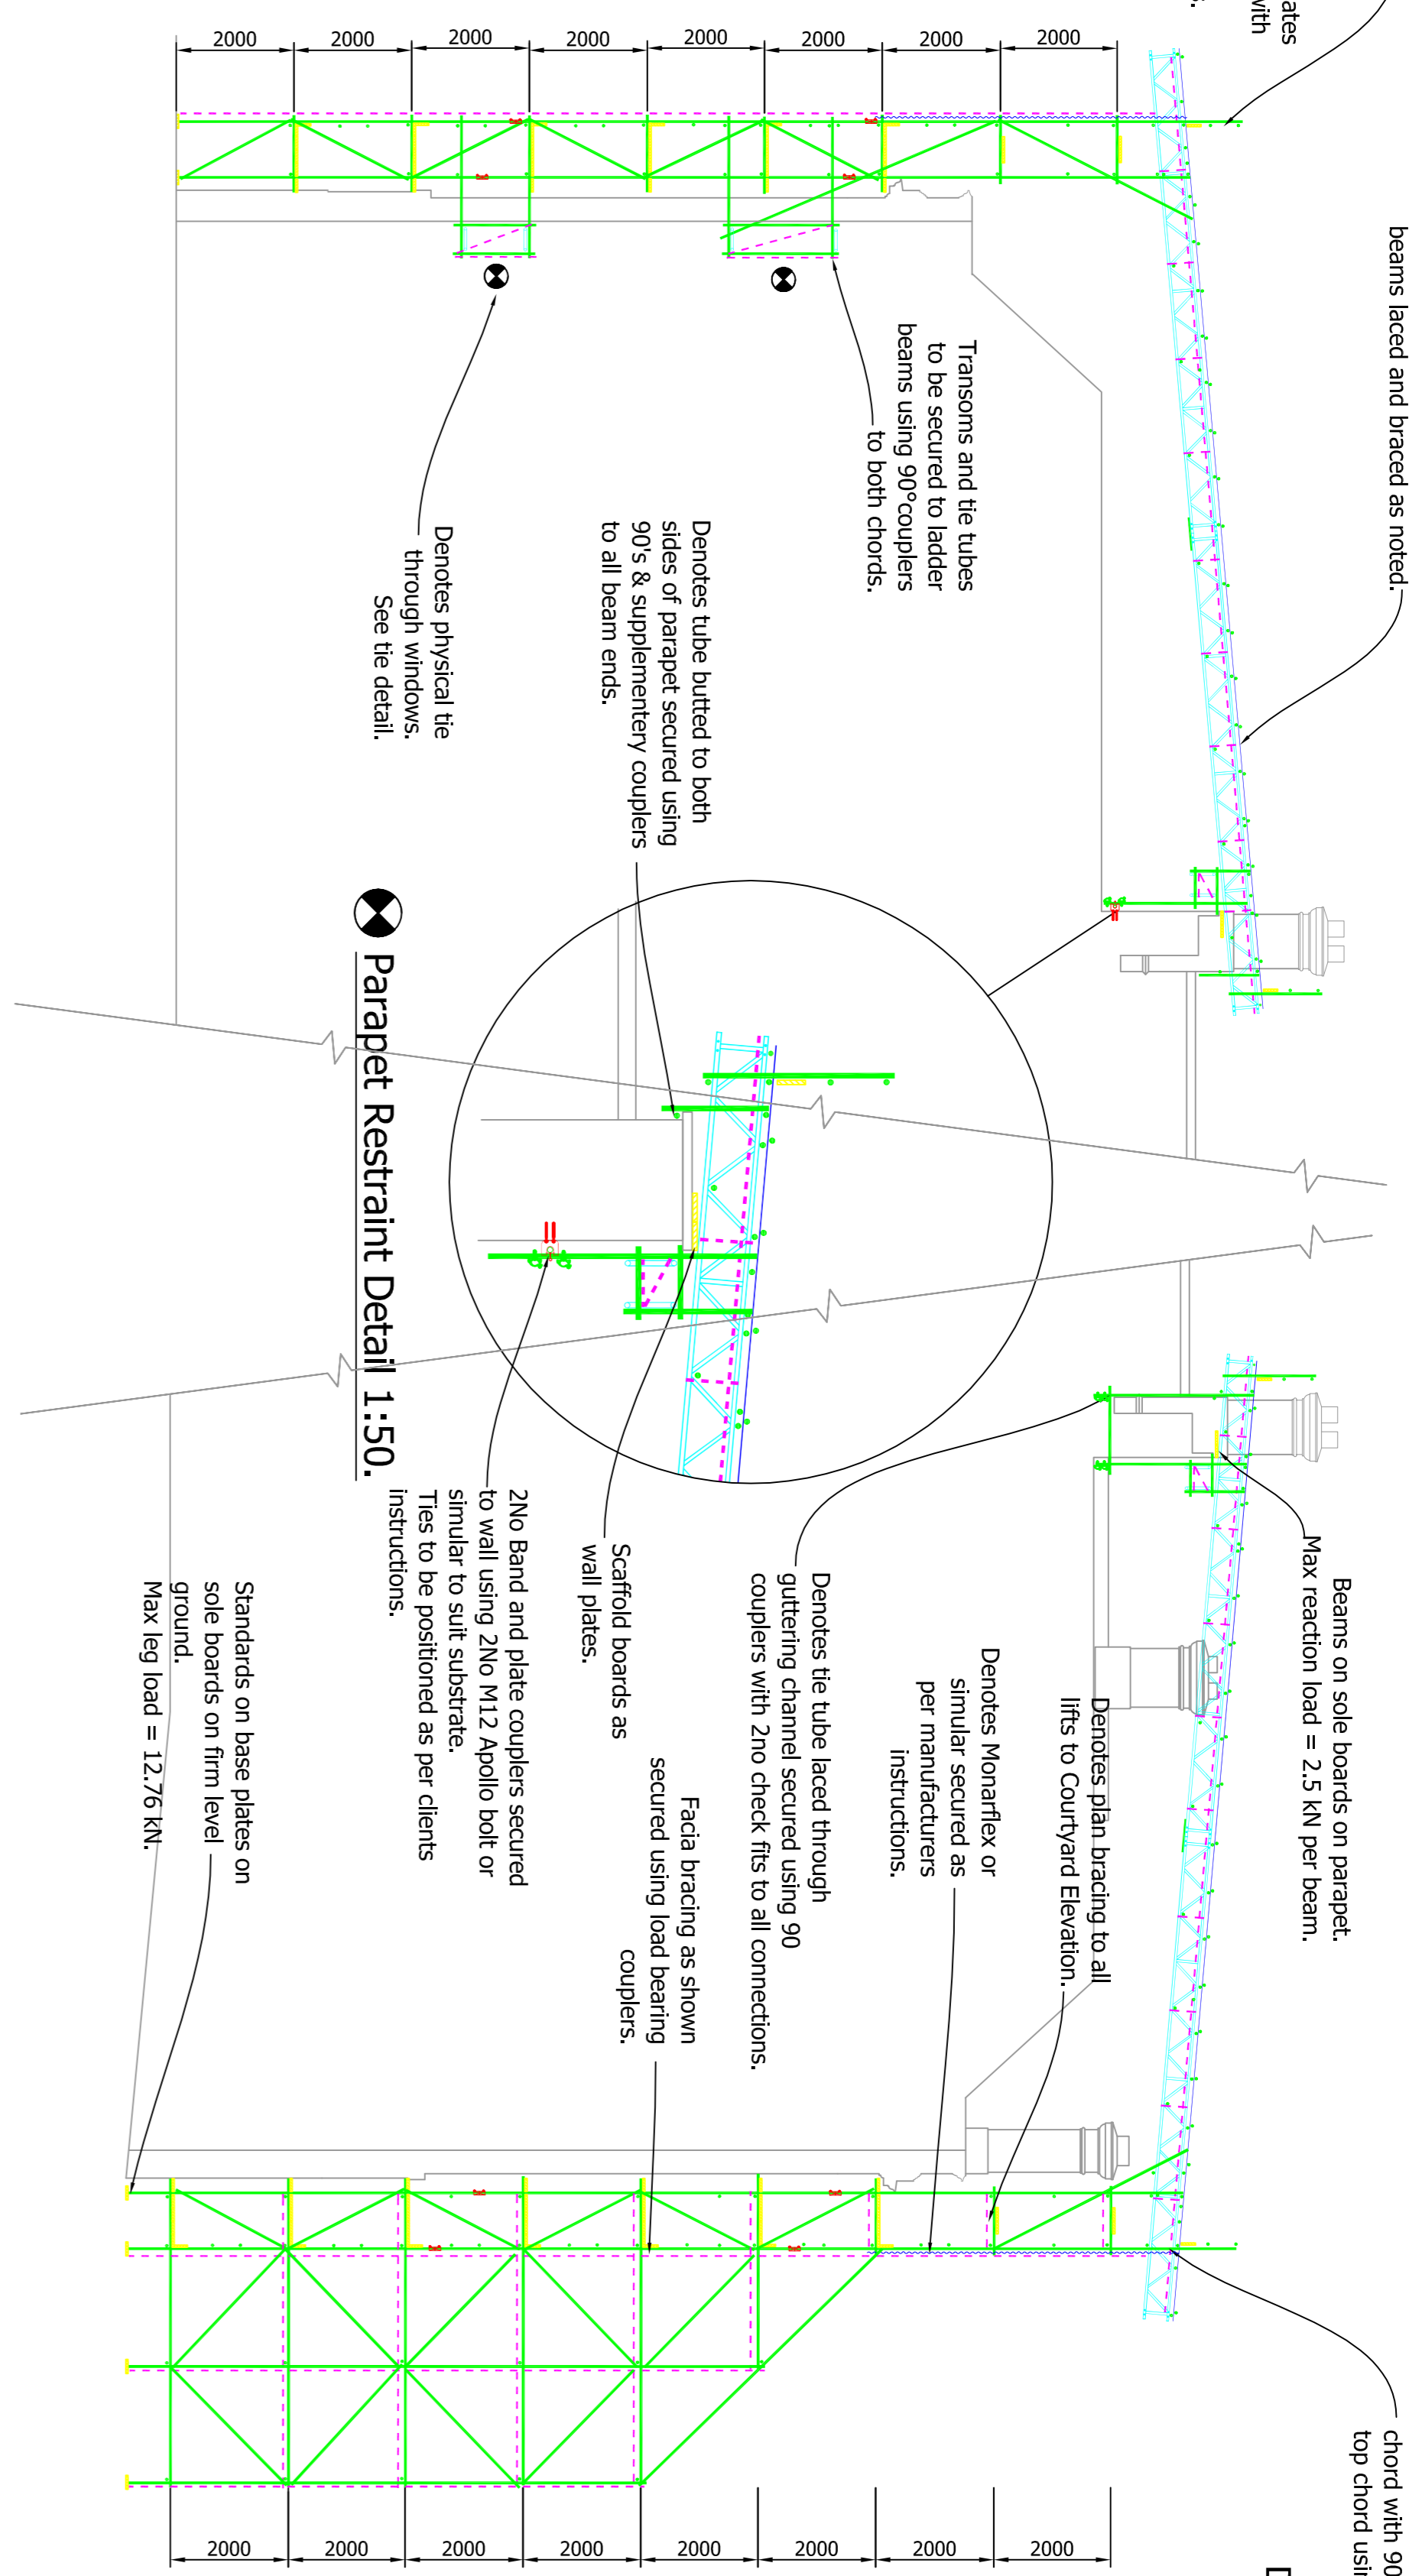 ates
with
s.
beams laced and braced as noted.
2000
2000
2000
2000
2000
2000
2000
2000
Transoms and tie tubes
to be secured to ladder
beams using 90°couplers
to both chords.
Denotes physical tie
through windows.
See tie detail.
Denotes tube butted to both
sides of parapet secured using
90's & supplementery couplers
to all beam ends.
Parapet Restraint Detail 1:50.
Beams on sole boards on parapet.
Max reaction load = 2.5 kN per beam.
Denotes plan bracing to all
lifts to Courtyard Elevation.
Denotes Monarflex or
simular secured as
per manufacturers
instructions.
Denotes tie tube laced through
guttering channel secured using 90
couplers with 2no check fits to all connections.
Facia bracing as shown
secured using load bearing
couplers.
Scaffold boards as
wall plates.
2No Band and plate couplers secured
to wall using 2No M12 Apollo bolt or
simular to suit substrate.
Ties to be positioned as per clients
instructions.
Standards on base plates on
sole boards on firm level
ground.
Max leg load = 12.76 kN.
chord with 90
top chord usin
[
2000
2000
2000
2000
2000
2000
2000
2000